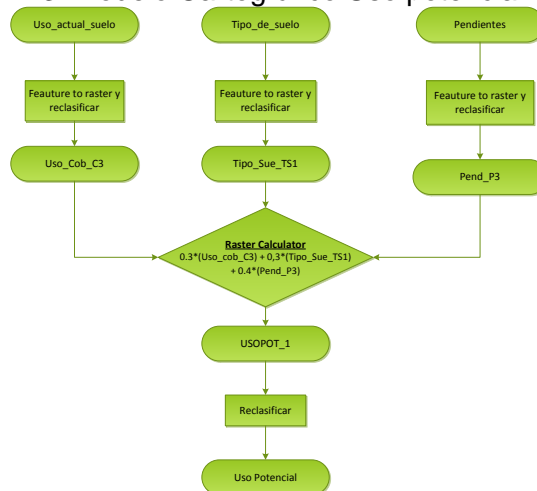 Uso_actual_suelo
Tipo_de_suelo
Pendientes
Feauture to raster y
reclasificar
Feauture to raster y
reclasificar
Feauture to raster y
reclasificar
Uso_Cob_C3
Tipo_Sue_TS1
Pend_P3
Raster Calculator
0.3*(Uso_cob_C3) + 0,3*(Tipo_Sue_TS1)
+ 0.4*(Pend_P3)
USOPOT_1
Reclasificar
Uso Potencial